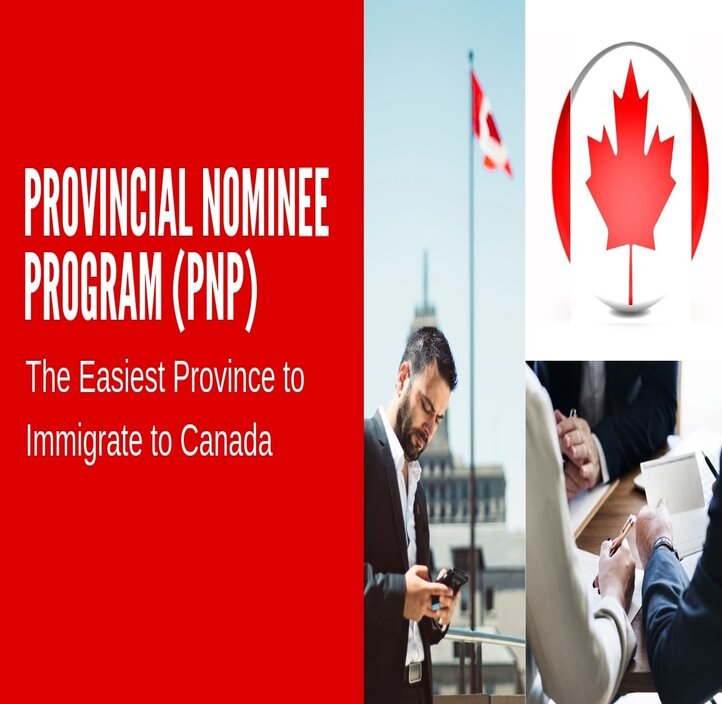 PROVINCIAL NOMINEE
PROGRAM (PNP)
The Easiest Province to
Immigrate to Canada